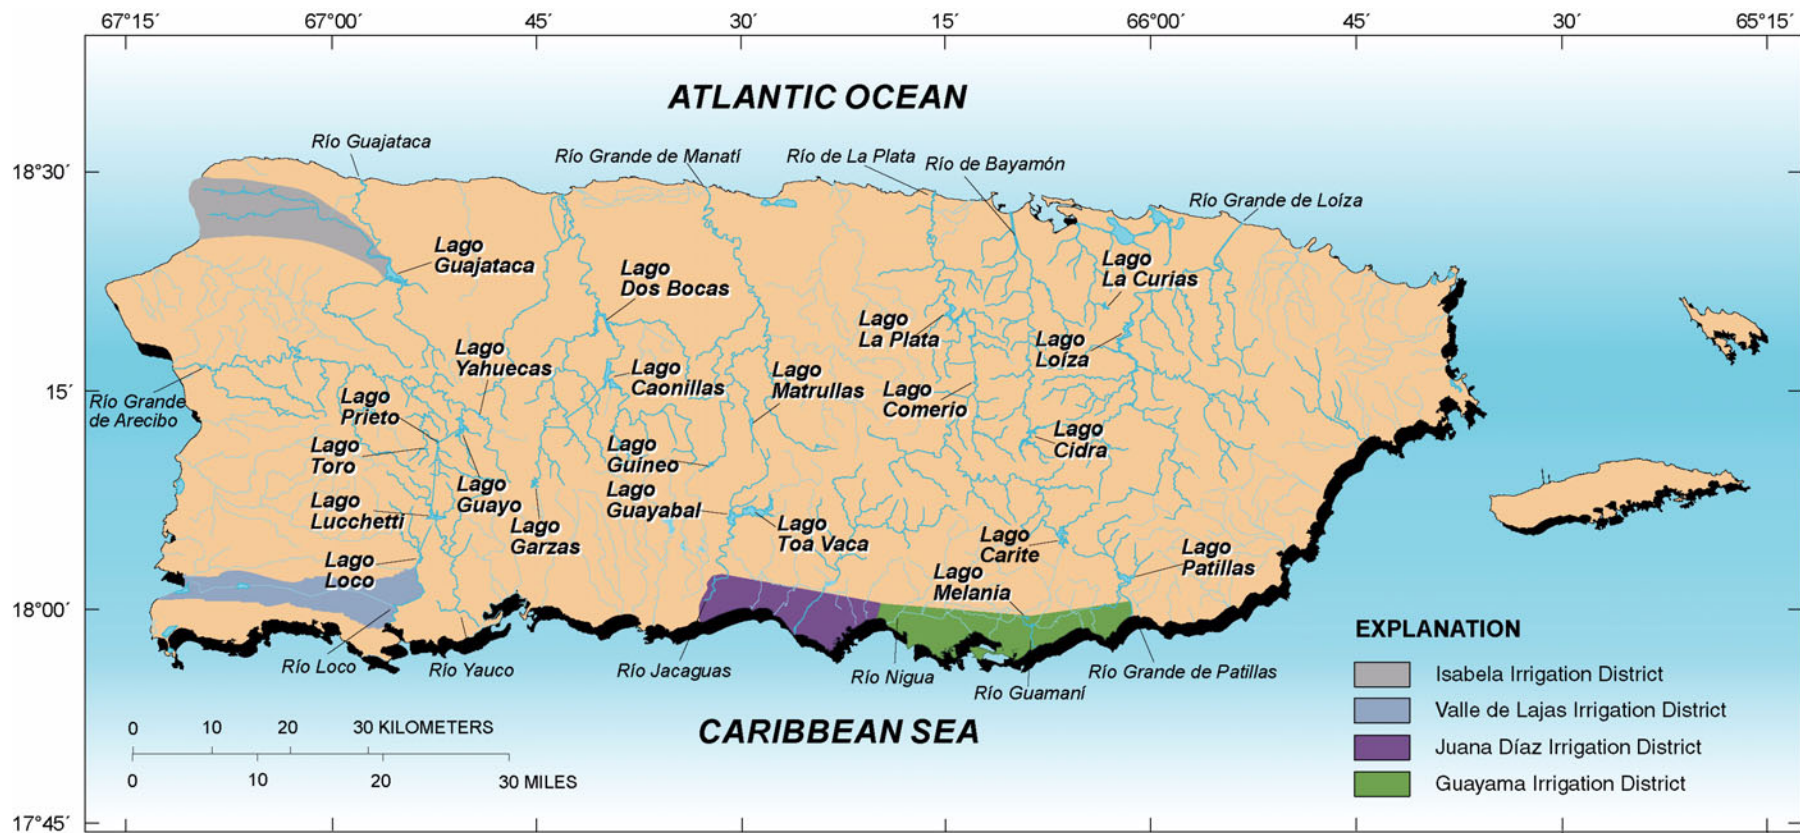 67°15´ 67°00´ 45´ 30´ 15´ 66°00´ 45´ 30´ 65°15´
ATLANTIC OCEAN
18°30´
Río Guajataca
Río Grande de Manatí
Río de La Plata
Río de Bayamón
Río Grande de Loíza
Lago
Guajataca
Lago
Dos Bocas
Lago
La Curias
Lago
La Plata
Lago
Loíza
Lago
Yahuecas
Lago
Caonillas
Lago
Matrullas
Lago
Comerio
15´
Río Grande
de Arecibo
Lago
Prieto
Lago
Toro
Lago
Guineo
Lago
Cidra
Lago
Lucchetti
Lago
Guayo
Lago
Garzas
Lago
Guayabal
Lago
Toa Vaca
Lago
Carite
Lago
Patillas
Lago
Loco
Lago
Melania
18°00´
Río Loco
Río Yauco
Río Jacaguas
Río Nigua
Río Guamaní
Río Grande de Patillas
CARIBBEAN SEA
0 10 20 30 KILOMETERS
0 10 20 30 MILES
17°45´
EXPLANATION
Isabela Irrigation District
Valle de Lajas Irrigation District
Juana Díaz Irrigation District
Guayama Irrigation District